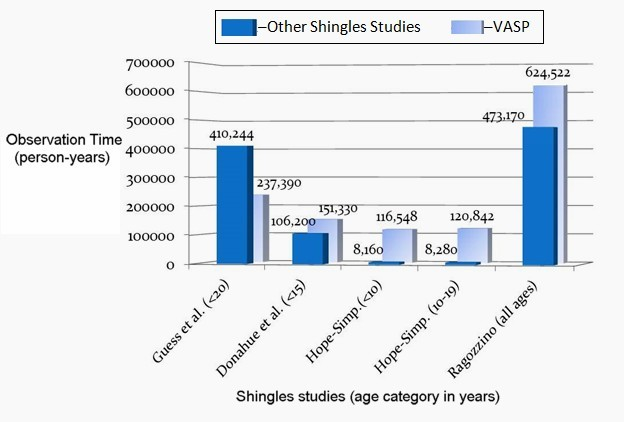 –Other Shingles Studies
–VASP
Observation Time
(person-years)
700000
600000
500000
400000
300000
200000
100000
0
410,244
237,390
106,200
151,330
8,160
116,548
8,280
120,842
473,170
624,522
Guess et al. (<20)
Donahue et al. (<15)
Hope-Simp.(<10)
Hope-Simp. (10-19)
Ragozzino (all ages)
Shingles studies (age category in years)